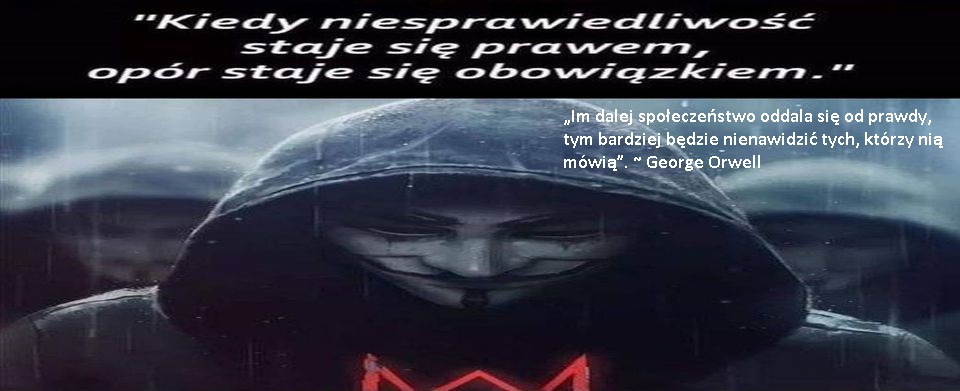 "Kiedy niesprawiedliwość
staje się prawem,
opór staje się obowiązkiem."
„Im dalej społeczeństwo oddala się od prawdy,
tym bardziej będzie nienawidzić tych, którzy nią
mówią”. ~ George Orwell